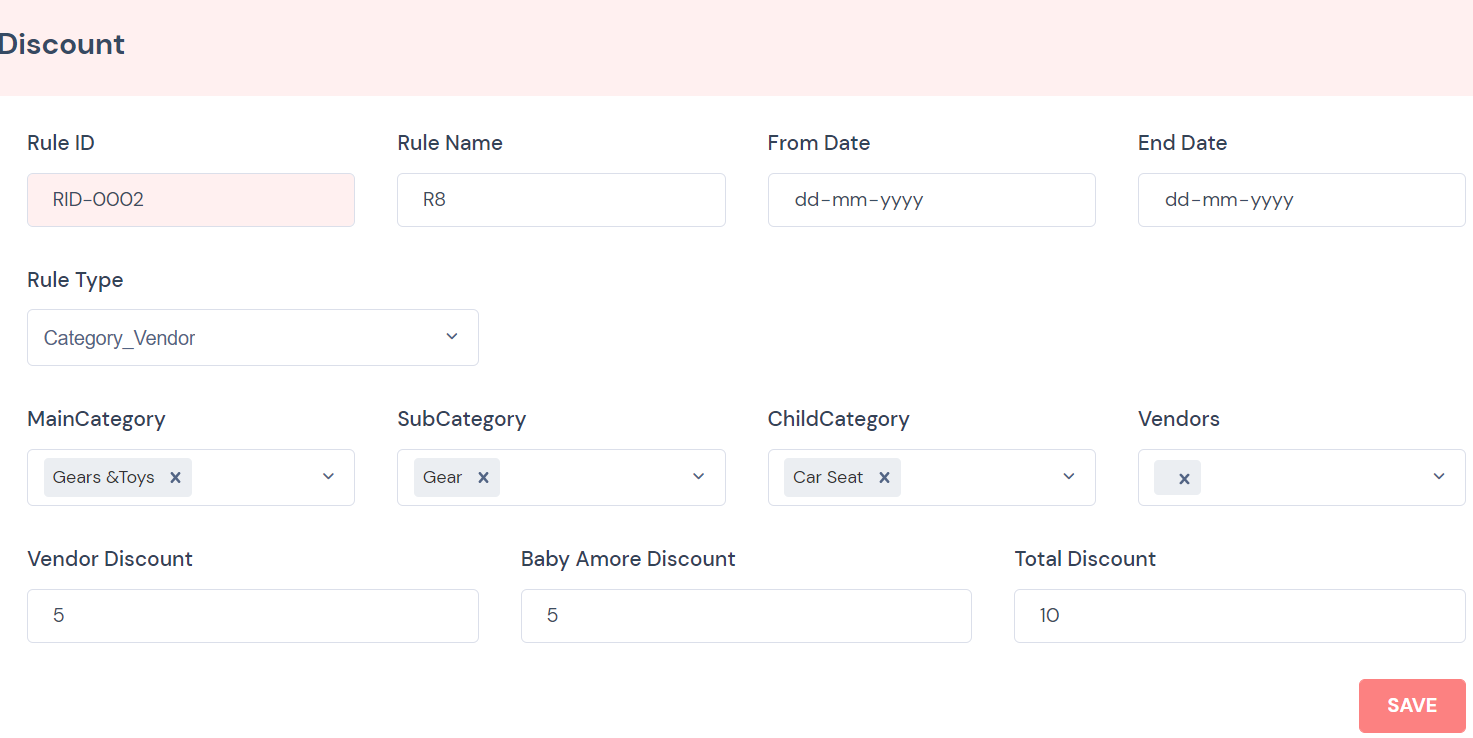 Discount
Rule ID Rule Name From Date End Date
RID-0002 R8 dd-mm-yyyy dd-mm-yyyy
Rule Type
Category_Vendor
MainCategory SubCategory ChildCategory Vendors
Gears &Toys x Gear x Car Seat x x
Vendor Discount Baby Amore Discount Total Discount
5 5 10
SAVE